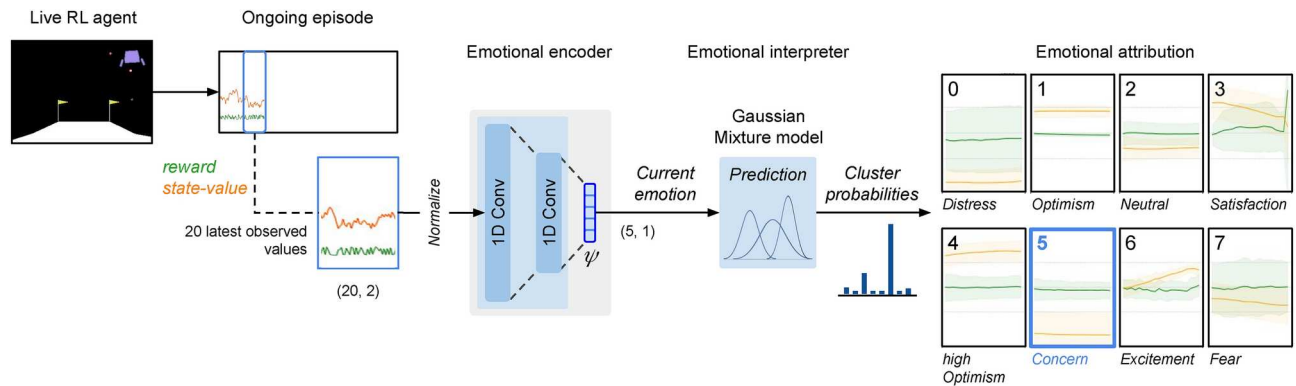 Live RL agent
Ongoing episode
reward
state-value
20 latest observed
values
(20, 2)
Normalize
Emotional encoder
1D Conv
1D Conv
ψ
Current
emotion
(5, 1)
Emotional interpreter
Gaussian
Mixture model
Prediction
Cluster
probabilities
Emotional attribution
0
1
2
3
Distress
Optimism
Neutral
Satisfaction
4
5
6
7
high
Optimism
Concern
Excitement
Fear